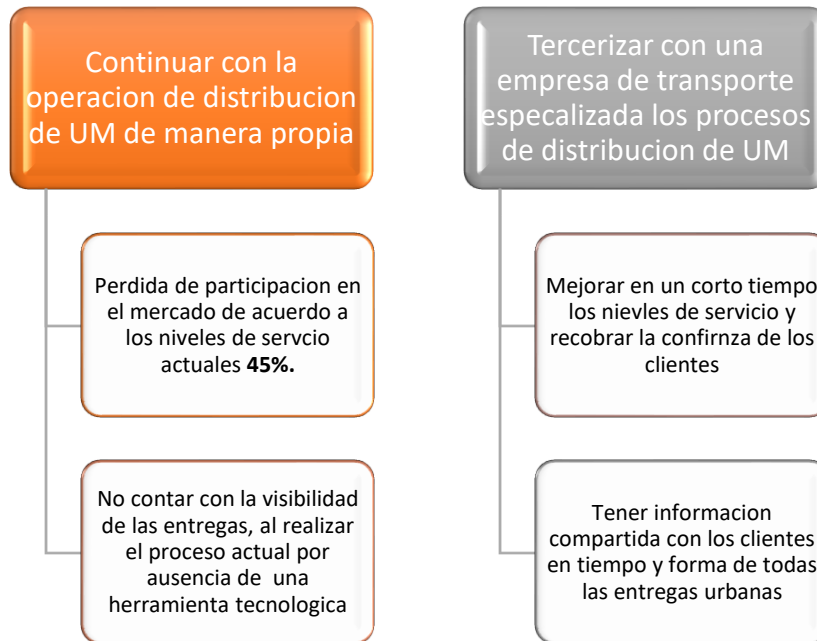 Continuar con la
operacion de distribucion
de UM de manera propia
Perdida de participacion en
el mercado de acuerdo a
los niveles de servcio
actuales 45%.
No contar con la visibilidad
de las entregas, al realizar
el proceso actual por
ausencia de una
herramienta tecnologica
Tercerizar con una
empresa de transporte
especalizada los procesos
de distribucion de UM
Mejorar en un corto tiempo
los nievles de servicio y
recobrar la confirnza de los
clientes
Tener informacion
compartida con los clientes
en tiempo y forma de todas
las entregas urbanas